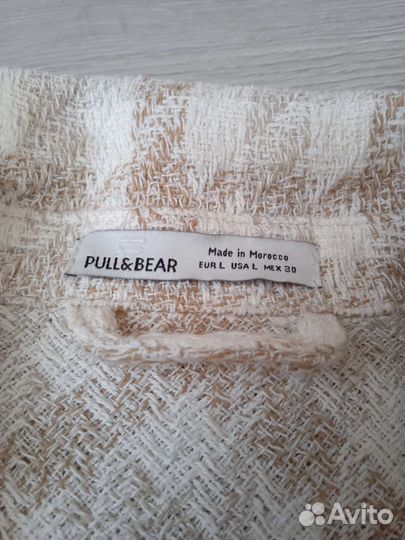 PULL&BEAR
Made in Morocco
EUR L USA L MEX 30
Avito